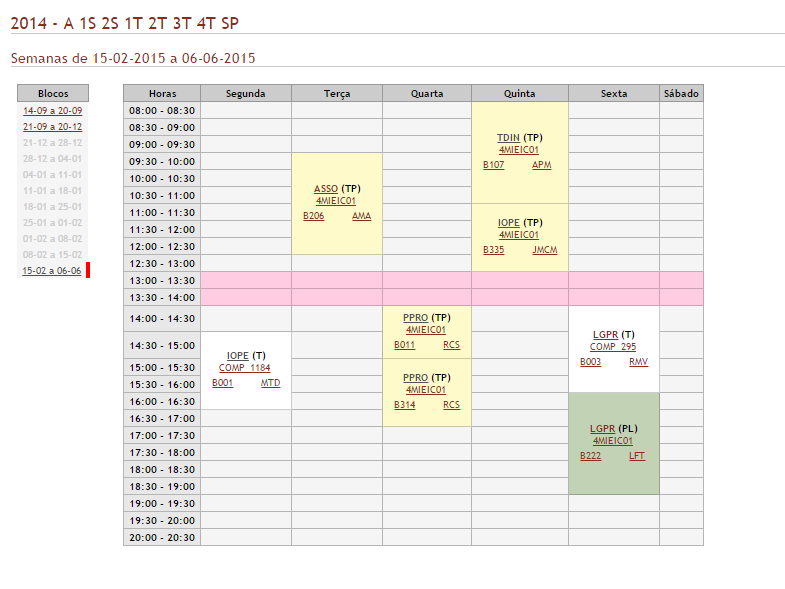 2014 - A 1S 2S 1T 2T 3T 4T SP
Semanas de 15-02-2015 a 06-06-2015
Blocos
14-09 a 20-09
21-09 a 20-12
21-12 a 28-12
28-12 a 04-01
04-01 a 11-01
11-01 a 18-01
18-01 a 25-01
25-01 a 01-02
01-02 a 08-02
08-02 a 15-02
15-02 a 06-06
Horas Segunda Terça Quarta Quinta Sexta Sábado
08:00 - 08:30
08:30 - 09:00
09:00 - 09:30
09:30 - 10:00
10:00 - 10:30
10:30 - 11:00
11:00 - 11:30
11:30 - 12:00
12:00 - 12:30
12:30 - 13:00
13:00 - 13:30
13:30 - 14:00
14:00 - 14:30
14:30 - 15:00
15:00 - 15:30
15:30 - 16:00
16:00 - 16:30
16:30 - 17:00
17:00 - 17:30
17:30 - 18:00
18:00 - 18:30
18:30 - 19:00
19:00 - 19:30
19:30 - 20:00
20:00 - 20:30
IOPE (T)
COMP_1184
B001 MTD
ASSO (TP)
4MIEIC01
B206 AMA
PPRO (TP)
4MIEIC01
B011 RCS
PPRO (TP)
4MIEIC01
B314 RCS
TDIN (TP)
4MIEIC01
B107 APM
IOPE (TP)
4MIEIC01
B335 JMCM
LGPR (T)
COMP_295
B003 RMV
LGPR (PL)
4MIEIC01
B222 LFT